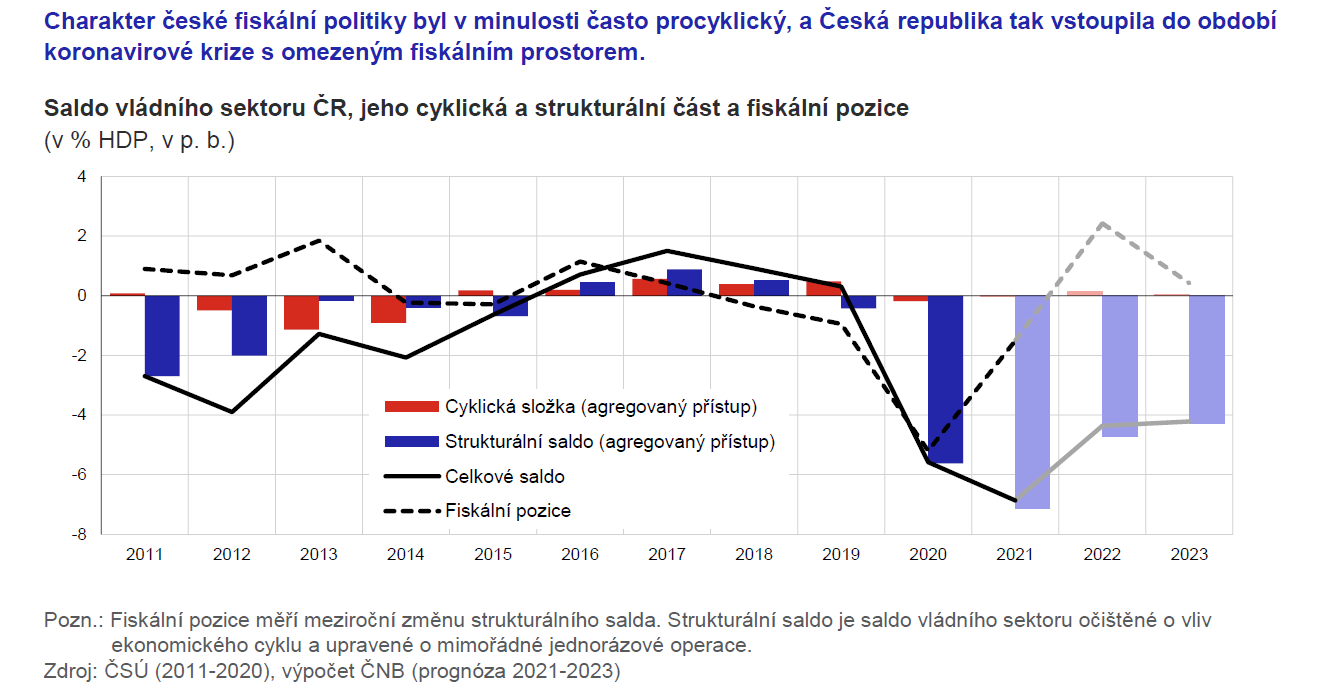 Charakter české fiskální politiky byl v minulosti často procyklický, a Česká republika tak vstoupila do období
koronavirové krize s omezeným fiskálním prostorem.
Saldo vládního sektoru ČR, jeho cyklická a strukturální část a fiskální pozice
(v % HDP, v p. b.)
4
2
0
-2
-4
-6
-8
Cyklická složka (agregovaný přístup)
Strukturální saldo (agregovaný přístup)
Celkové saldo
Fiskální pozice
2011 2012 2013 2014 2015 2016 2017 2018 2019 2020 2021 2022 2023
Pozn.: Fiskální pozice měří meziroční změnu strukturálního salda. Strukturální saldo je saldo vládního sektoru očištěné o vliv
ekonomického cyklu a upravené o mimořádné jednorázové operace.
Zdroj: ČSÚ (2011-2020), výpočet ČNB (prognóza 2021-2023)